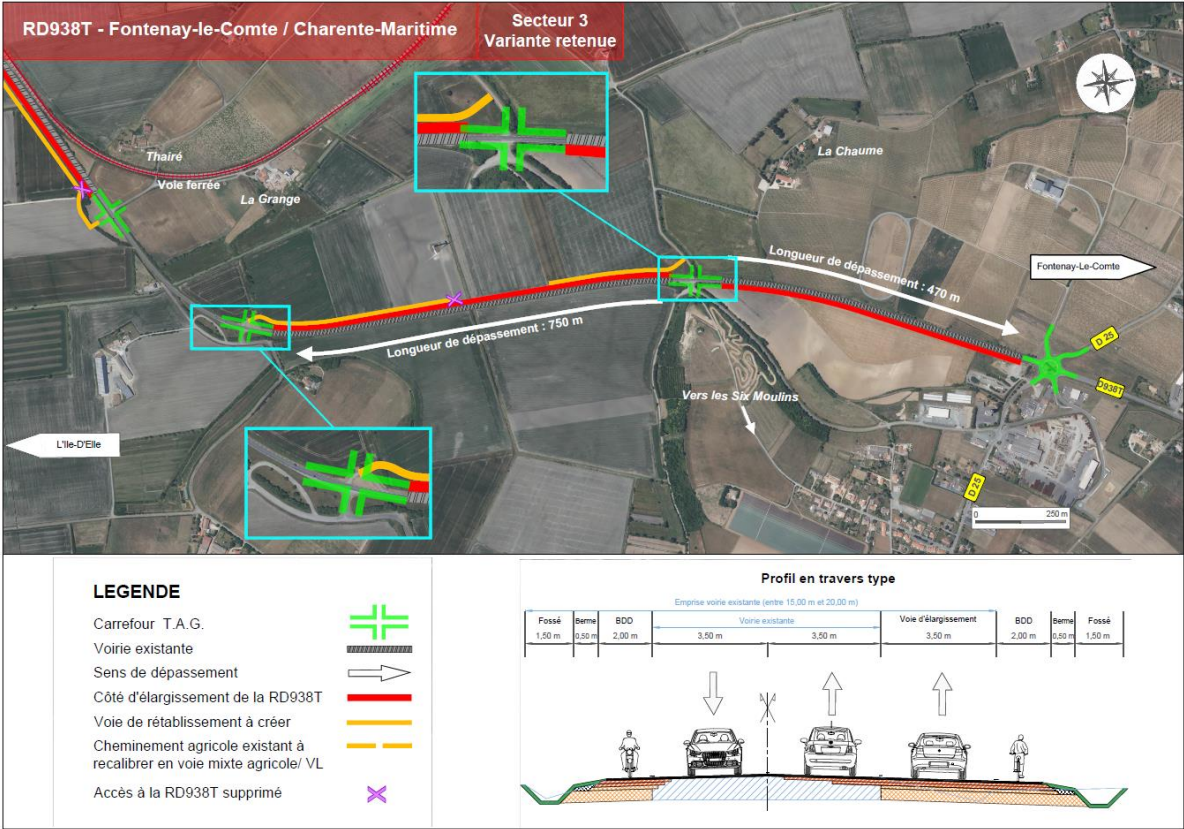 RD938T - Fontenay-le-Comte / Charente-Maritime
Secteur 3
Variante retenue
Thairé
Voie ferrée
La Grange
La Chaume
Longueur de dépassement : 470 m
Fontenay-Le-Comte
Longueur de dépassement : 750 m
D 25
D938T
Vers les Six Moulins
L'Ile-D'Elle
D 25
0
250 m
LEGENDE
Carrefour T.A.G.
Voirie existante
Sens de dépassement
Côté d'élargissement de la RD938T
Voie de rétablissement à créer
Cheminement agricole existant à
recalibrer en voie mixte agricole/ VL
Accès à la RD938T supprimé
Profil en travers type
Emprise voirie existante (entre 15,00 m et 20,00 m)
Fossé
Berme
BDD
Voirie existante
Voie d'élargissement
BDD
Berme
Fossé
1,50 m
0,50 m
2,00 m
3,50 m
3,50 m
3,50 m
2,00 m
0,50 m
1,50 m